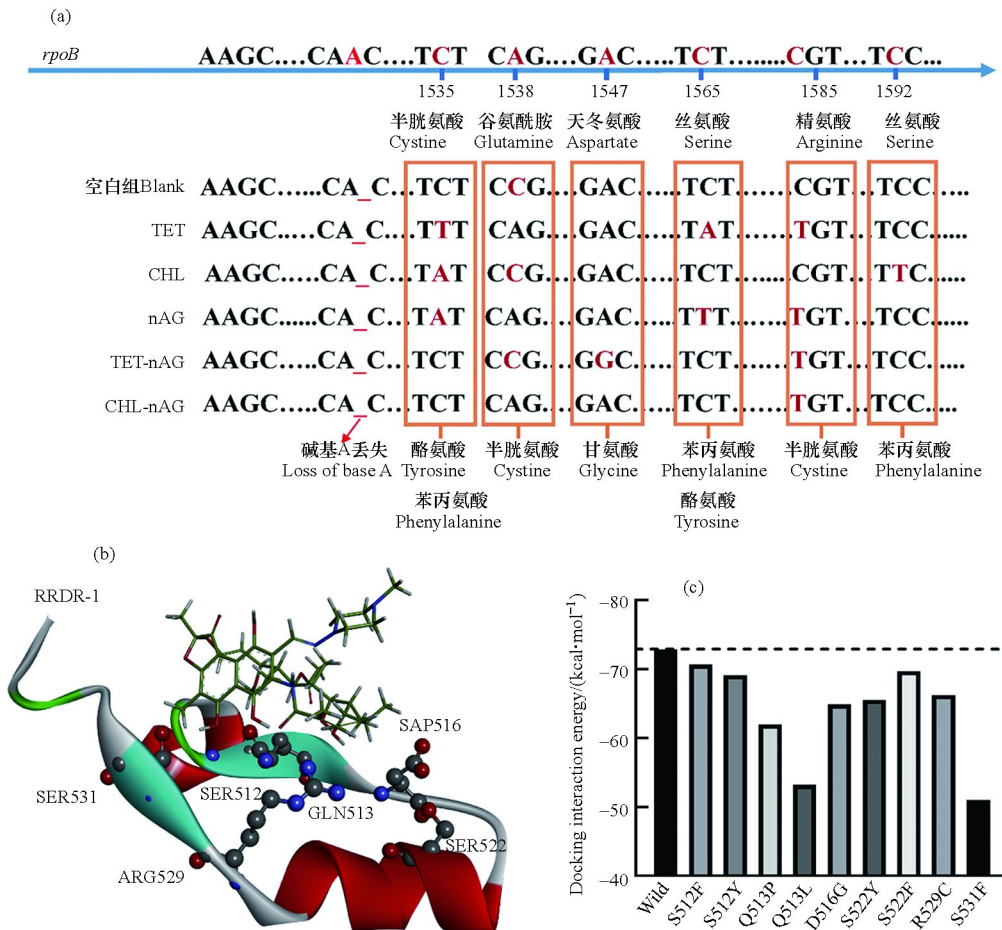 (a)
rpoB AAGC….CAAC….TCT CAG….GAC…..TCT…......CGT…..TCC...
1535 1538 1547 1565 1585 1592
半胱氨酸 谷氨酰胺 天冬氨酸 丝氨酸 精氨酸 丝氨酸
Cystine Glutamine Aspartate Serine Arginine Serine
空白组Blank AAGC…...CA_C…TCT CCG….GAC……TCT…….CGT…TCC……
TET AAGC.….CA_C…TTT CAG….GAC……TAT…….TGT…TCC......
CHL AAGC….CA_C…TAT CCG….GAC……TCT…….CGT…TTC......
nAG AAGC......CA_C…TAT CAG….GAC……TTT…….TGT…TCC......
TET-nAG AAGC…..CA_C…TCT CCG….GGC……TCT…….TGT…TCC……
CHL-nAG AAGC…..CA_C…TCT CAG….GAC……TCT…….TGT…TCC…..
碱基A丢失 酪氨酸 半胱氨酸 甘氨酸 苯丙氨酸 半胱氨酸 苯丙氨酸
Loss of base A Tyrosine Cystine Glycine Phenylalanine Cystine Phenylalanine
苯丙氨酸 酪氨酸
Phenylalanine Tyrosine
(b)
RRDR-1
SAP516
SER531
SER512
GLN513
SER522
ARG529
(c)
Docking interaction energy/(kcal·mol⁻¹)
−80
−70
−60
−50
−40
Wild S512F S512Y Q513P Q513L D516G S522Y S522F R529C S531F